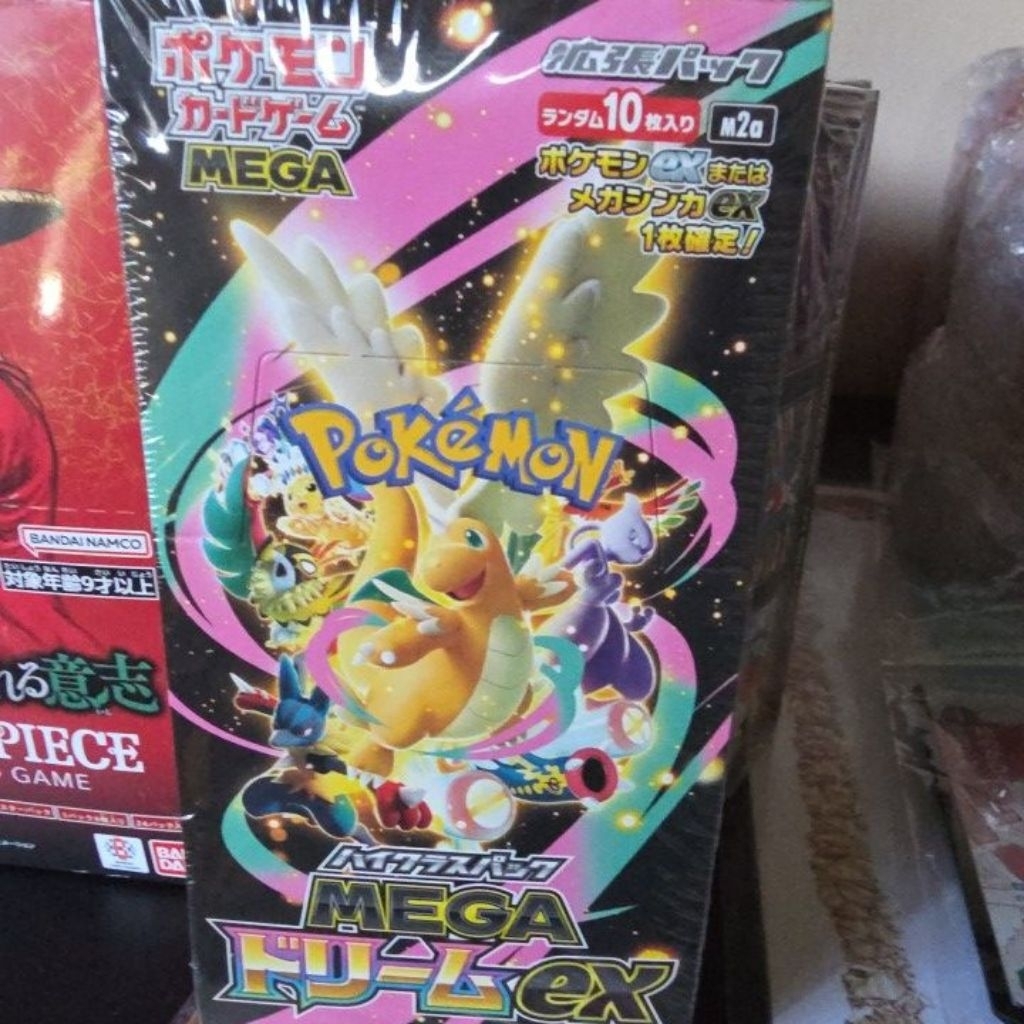 ポケモン
カードゲーム
MEGA
拡張パック
ランダム10枚入り
M2a
ポケモンexまたは
メガシンカex
1枚確定!
POKéMON
ハイクラスパック
MEGA
ドリームex
BANDAI NAMCO
対象年齢9才以上
れる意志
PIECE
GAME